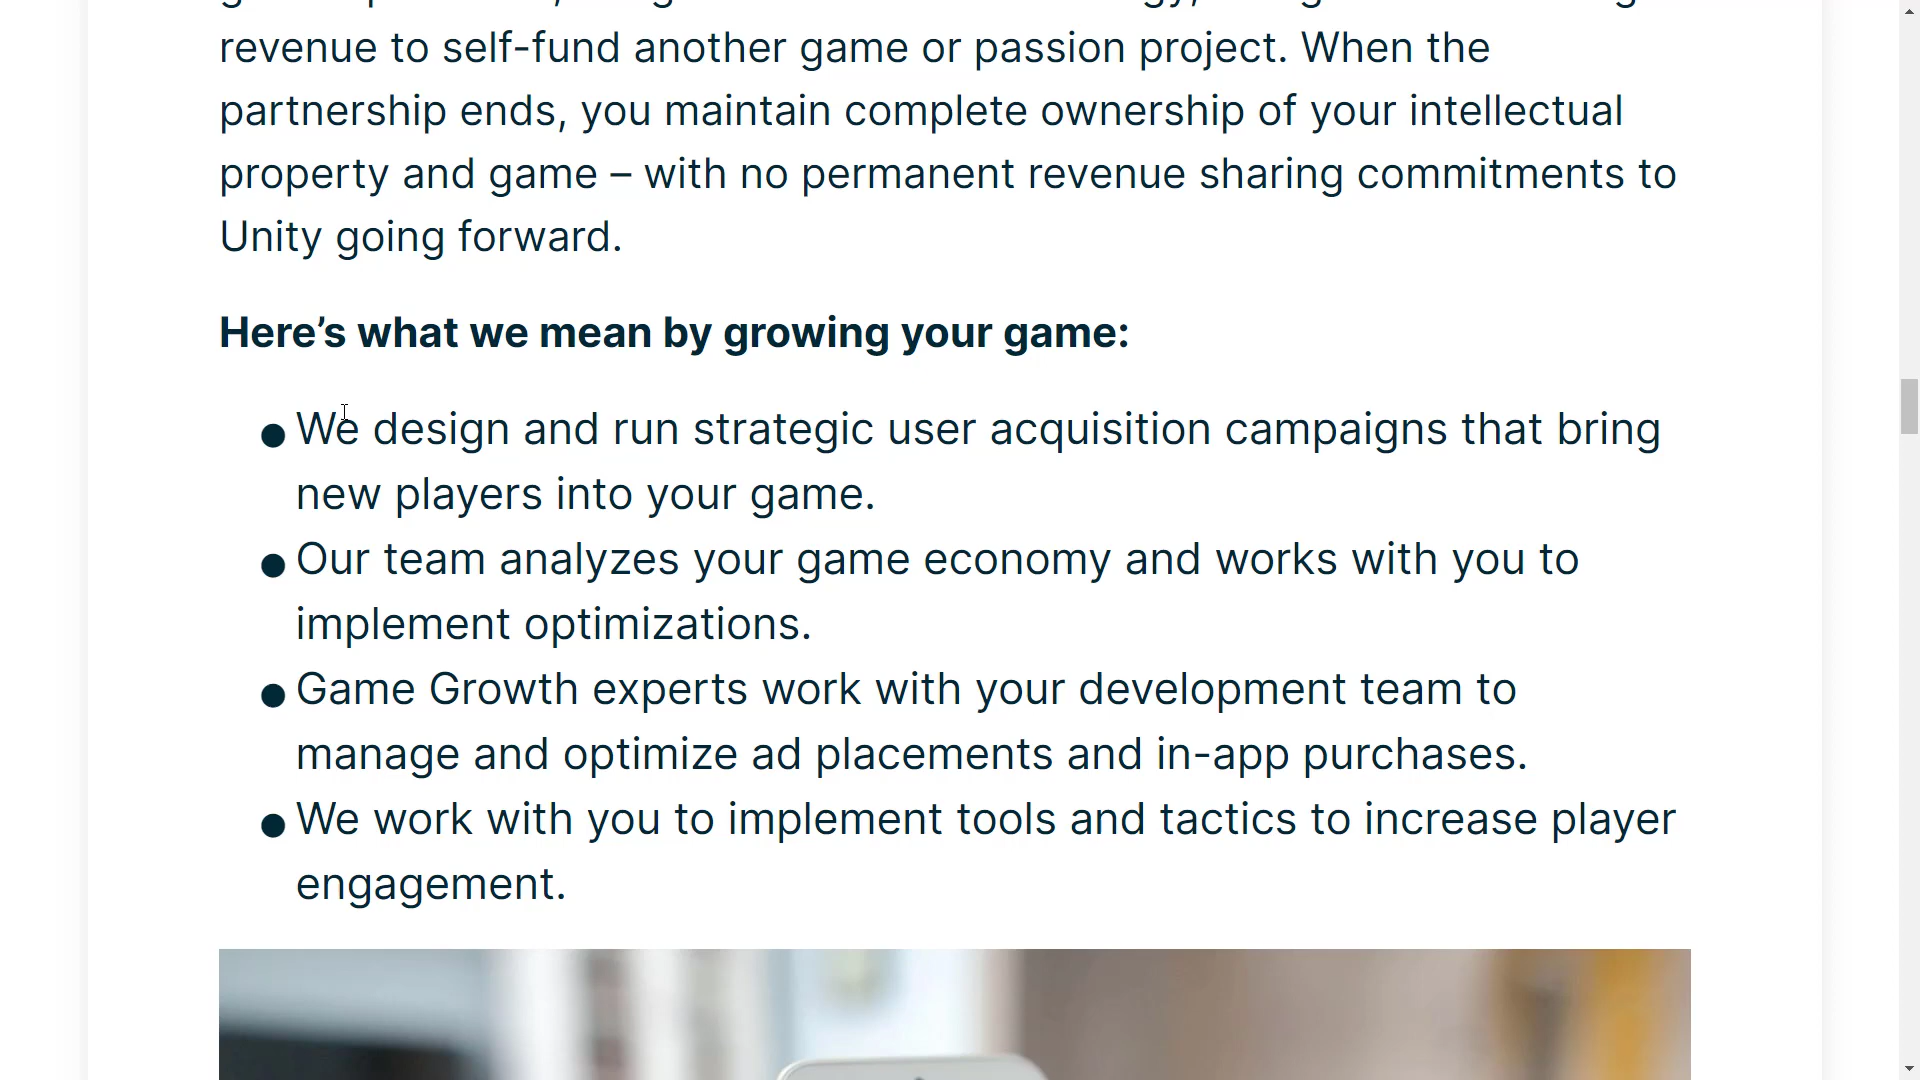 revenue to self-fund another game or passion project. When the
partnership ends, you maintain complete ownership of your intellectual
property and game – with no permanent revenue sharing commitments to
Unity going forward.
Here’s what we mean by growing your game:
● We design and run strategic user acquisition campaigns that bring
new players into your game.
● Our team analyzes your game economy and works with you to
implement optimizations.
● Game Growth experts work with your development team to
manage and optimize ad placements and in-app purchases.
● We work with you to implement tools and tactics to increase player
engagement.